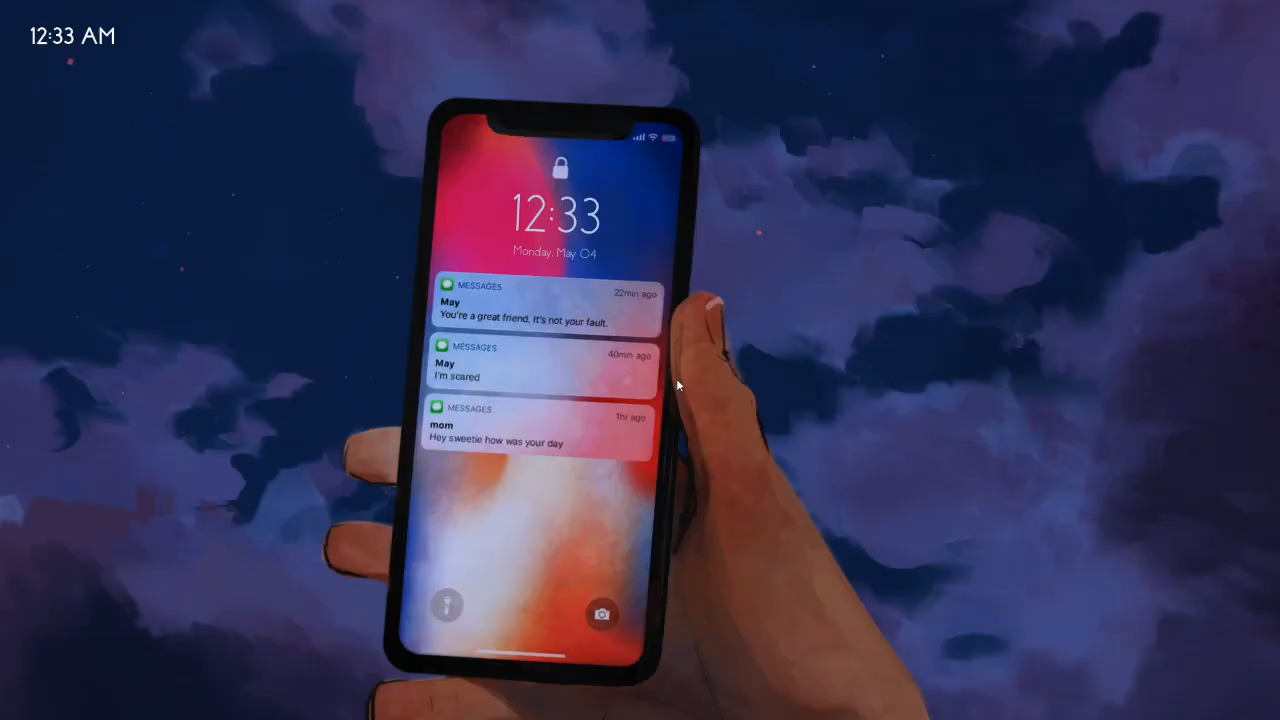 12:33 AM
12:33
Monday, May 04
MESSAGES
22min ago
May
You're a great friend. It's not your fault.
MESSAGES
40min ago
May
I'm scared
MESSAGES
1hr ago
mom
Hey sweetie how was your day